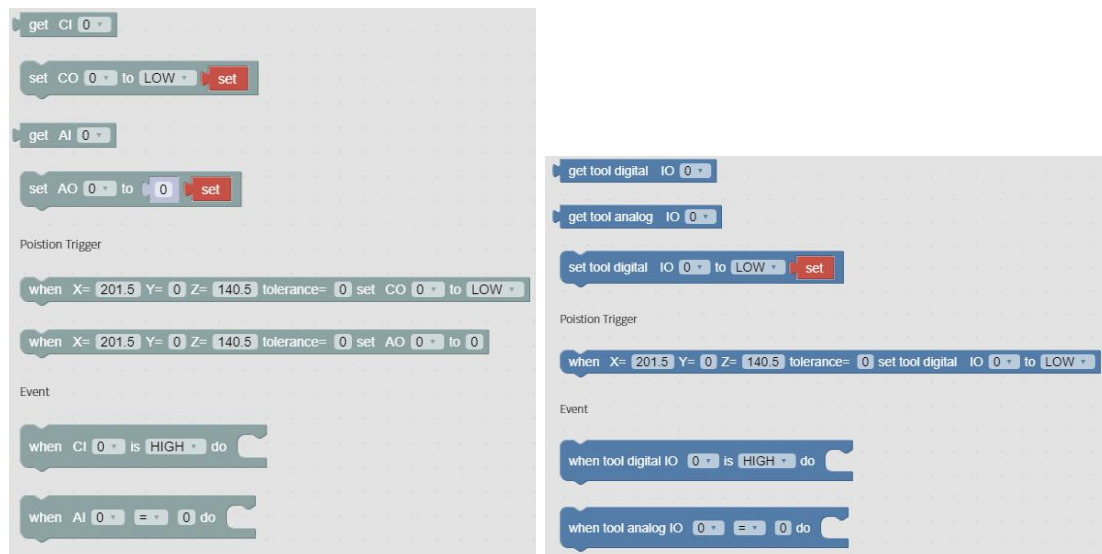 get CI 0
set CO 0 to LOW set
get AI 0
set AO 0 to 0 set
Poistion Trigger
when X= 201.5 Y= 0 Z= 140.5 tolerance= 0 set CO 0 to LOW
when X= 201.5 Y= 0 Z= 140.5 tolerance= 0 set AO 0 to 0
Event
when CI 0 is HIGH do
when AI 0 = 0 do
get tool digital IO 0
get tool analog IO 0
set tool digital IO 0 to LOW set
Poistion Trigger
when X= 201.5 Y= 0 Z= 140.5 tolerance= 0 set tool digital IO 0 to LOW
Event
when tool digital IO 0 is HIGH do
when tool analog IO 0 = 0 do